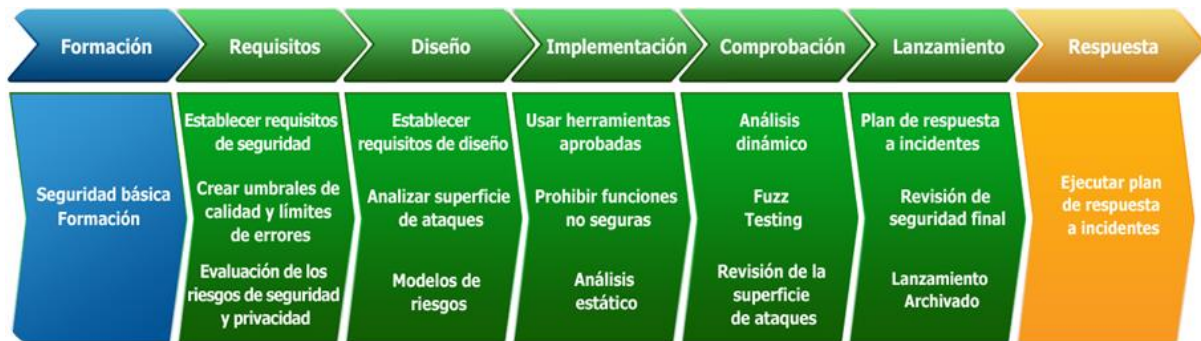 Formación
Requisitos
Diseño
Implementación
Comprobación
Lanzamiento
Respuesta
Seguridad básica
Formación
Establecer requisitos
de seguridad
Crear umbrales de
calidad y límites
de errores
Evaluación de los
riesgos de seguridad
y privacidad
Establecer
requisitos de diseño
Analizar superficie
de ataques
Modelos de
riesgos
Usar herramientas
aprobadas
Prohibir funciones
no seguras
Análisis
estático
Análisis
dinámico
Fuzz
Testing
Revisión de la
superficie
de ataques
Plan de respuesta
a incidentes
Revisión de
seguridad final
Lanzamiento
Archivado
Ejecutar plan
de respuesta
a incidentes